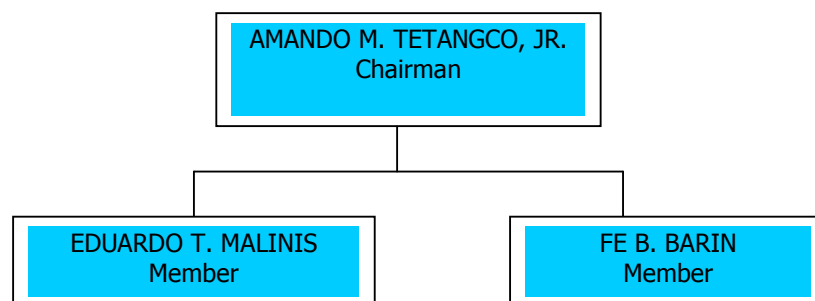 AMANDO M. TETANGCO, JR.
Chairman
EDUARDO T. MALINIS
Member
FE B. BARIN
Member